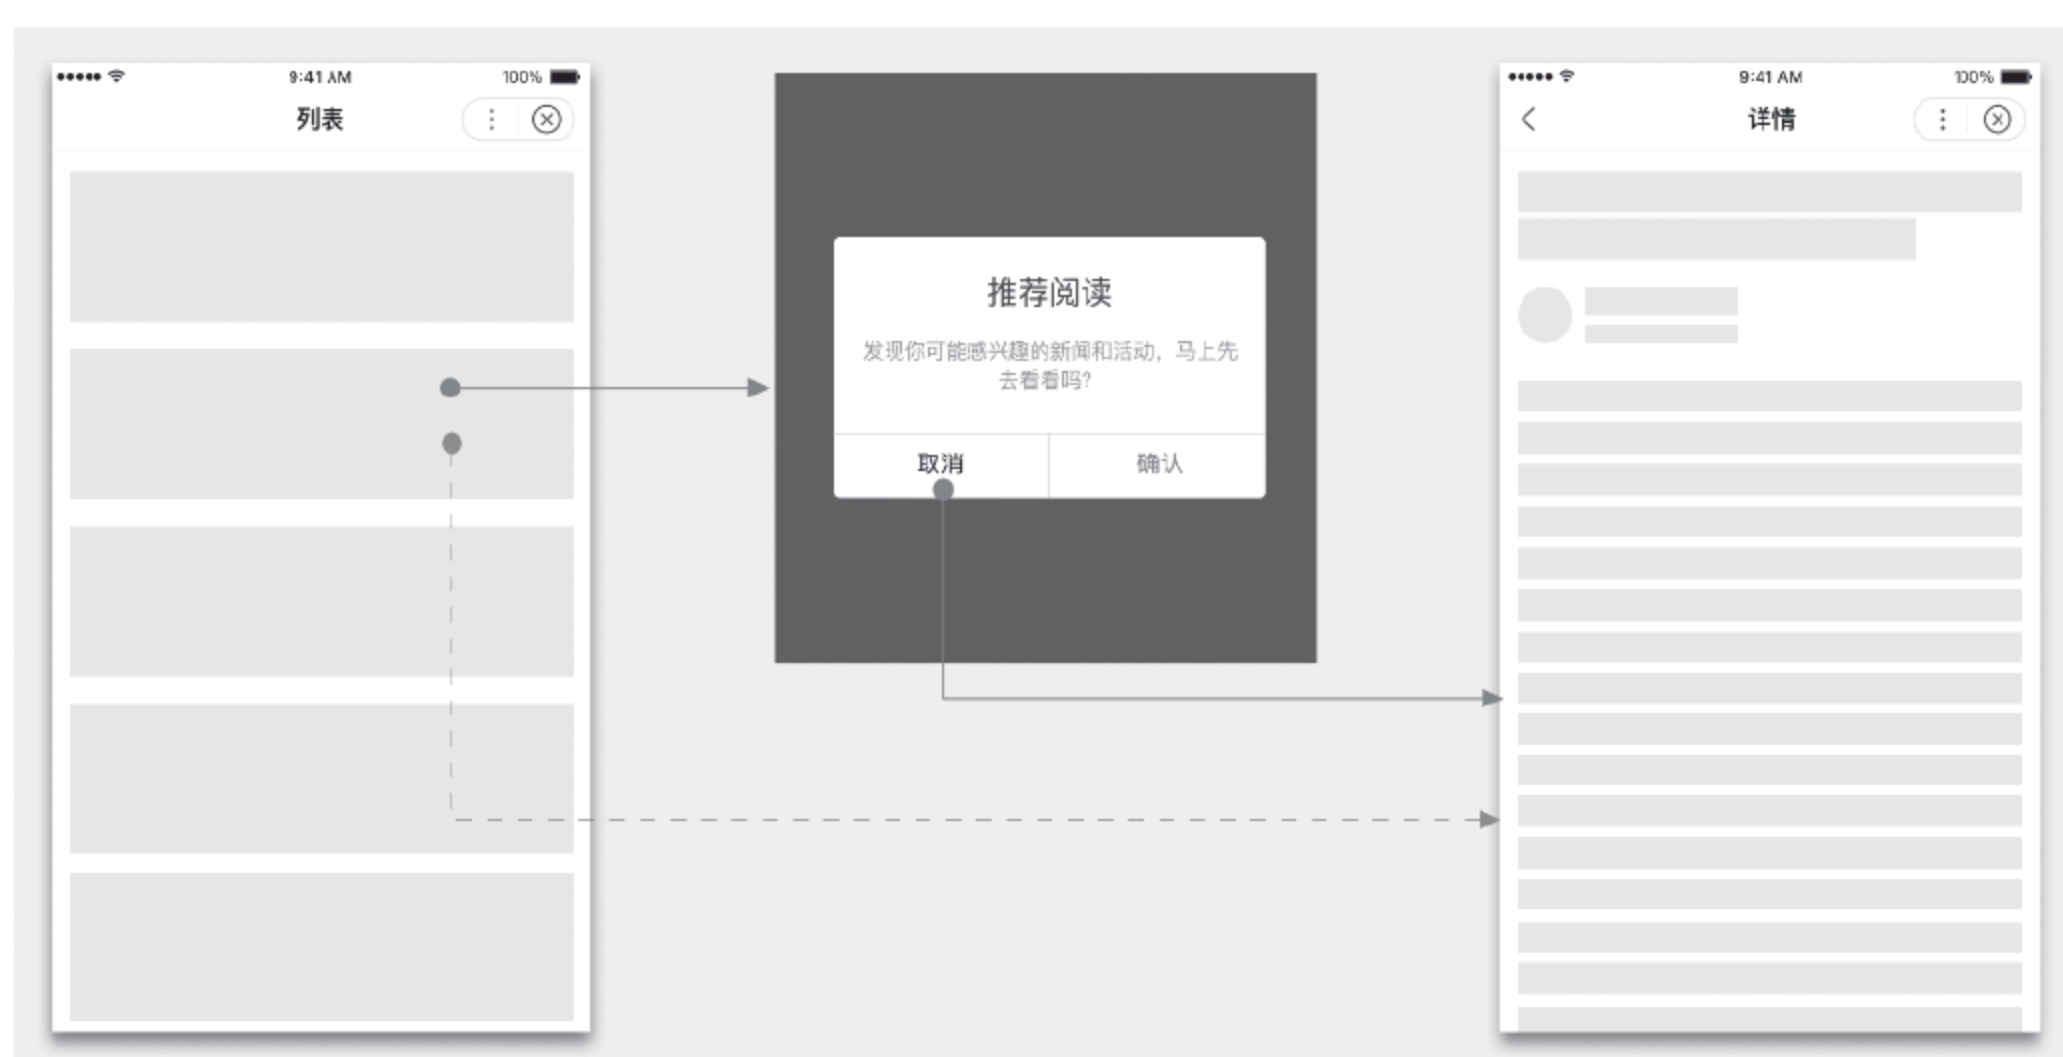 9:41 AM
100%
列表
推荐阅读
发现你可能感兴趣的新闻和活动，马上先
去看看吗?
取消
确认
9:41 AM
100%
详情